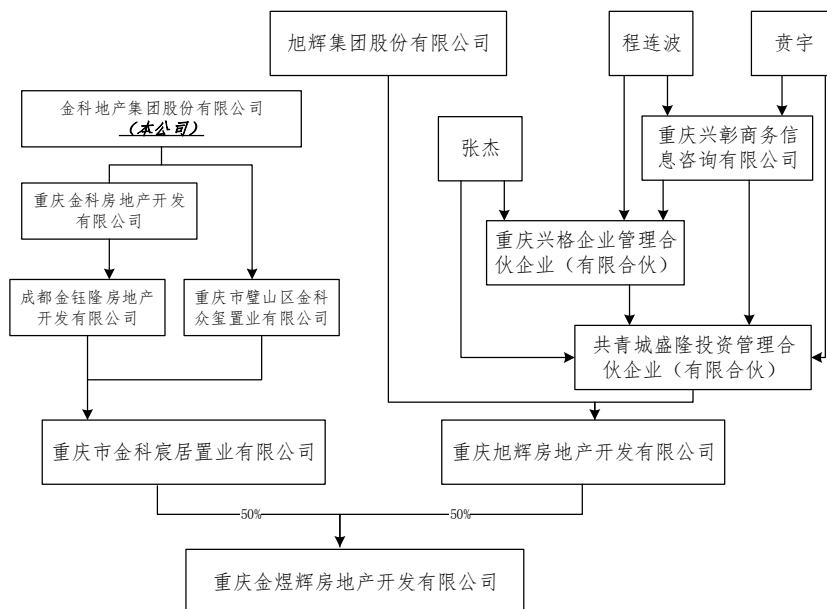 旭辉集团股份有限公司
程连波
贲宇
金科地产集团股份有限公司
（本公司）
张杰
重庆兴彰商务信
息咨询有限公司
重庆金科房地产开发
有限公司
重庆兴格企业管理合
伙企业（有限合伙）
成都金钰隆房地产
开发有限公司
重庆市璧山区金科
众玺置业有限公司
共青城盛隆投资管理合
伙企业（有限合伙）
重庆市金科宸居置业有限公司
重庆旭辉房地产开发有限公司
50%
50%
重庆金煜辉房地产开发有限公司